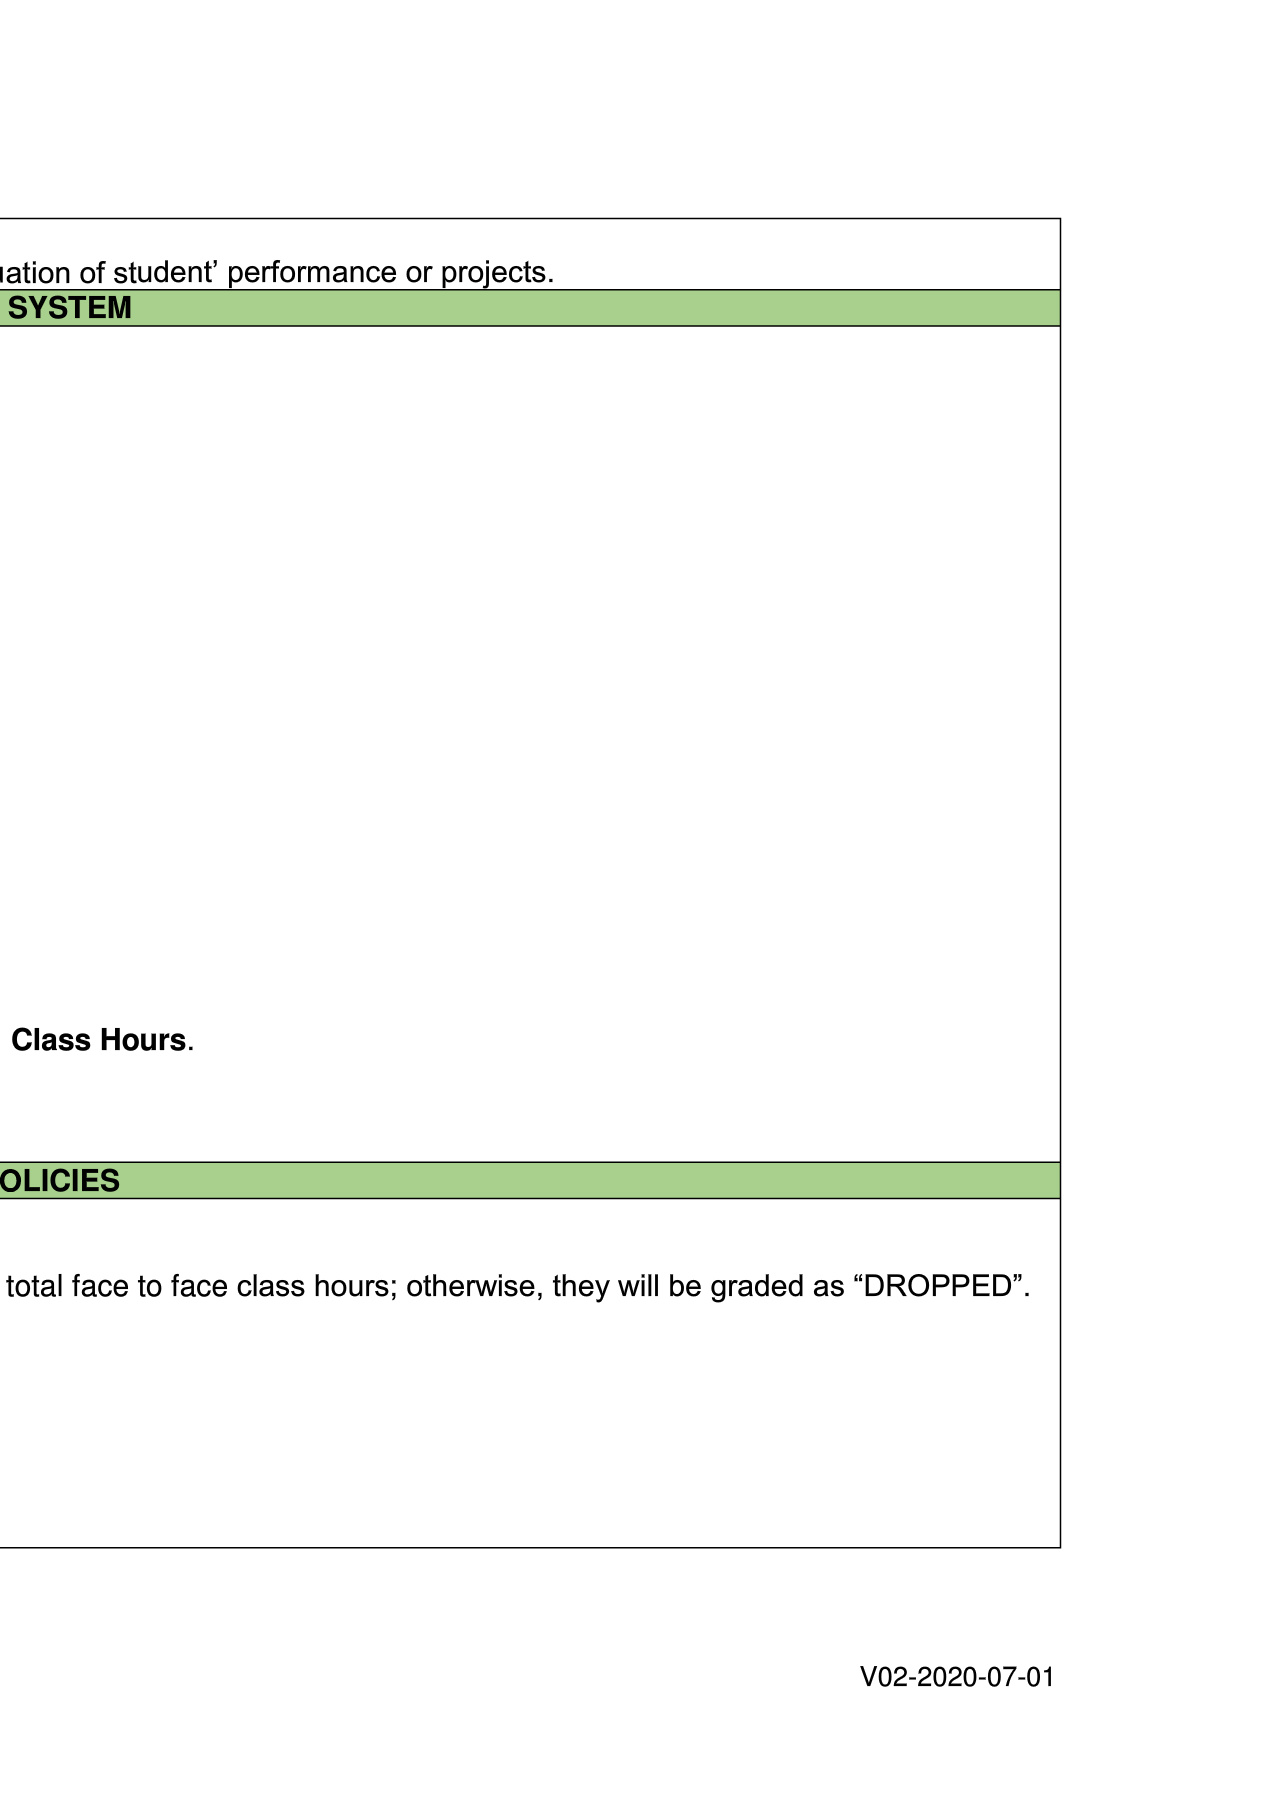 uation of student’ performance or projects.
SYSTEM
Class Hours.
OLICIES
total face to face class hours; otherwise, they will be graded as “DROPPED”.
V02-2020-07-01